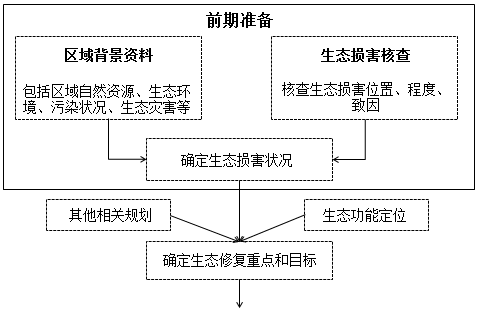 前期准备
区域背景资料
包括区域自然资源、生态环
境、污染状况、生态灾害等
生态损害核查
核查生态损害位置、程度、
致因
确定生态损害状况
其他相关规划
生态功能定位
确定生态修复重点和目标